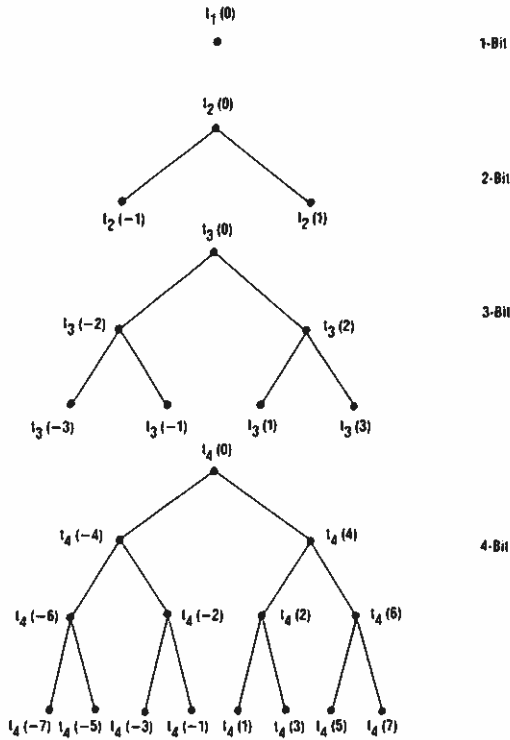 t₁(0)
1-Bit
t₂(0)
2-Bit
t₂(−1) t₂(1)
t₃(0)
3-Bit
t₃(−2) t₃(2)
t₃(−3) t₃(−1) t₃(1) t₃(3)
t₄(0)
t₄(−4) t₄(4)
4-Bit
t₄(−6) t₄(−2) t₄(2) t₄(6)
t₄(−7) t₄(−5) t₄(−3) t₄(−1) t₄(1) t₄(3) t₄(5) t₄(7)